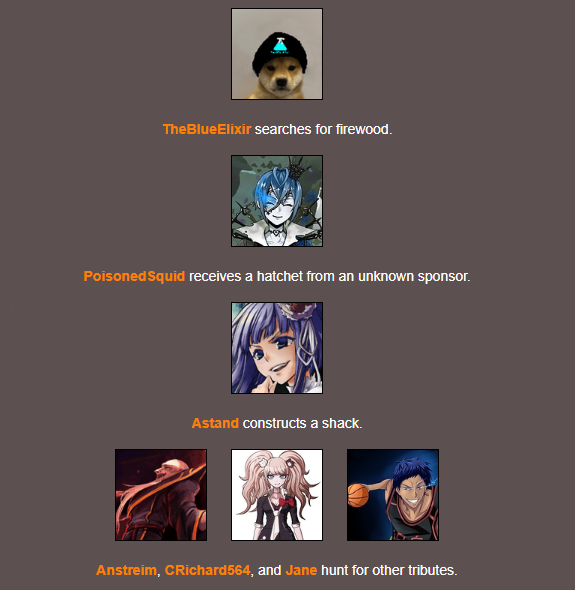 TheBlueElixir searches for firewood.
PoisonedSquid receives a hatchet from an unknown sponsor.
Astand constructs a shack.
Anstreim, CRichard564, and Jane hunt for other tributes.